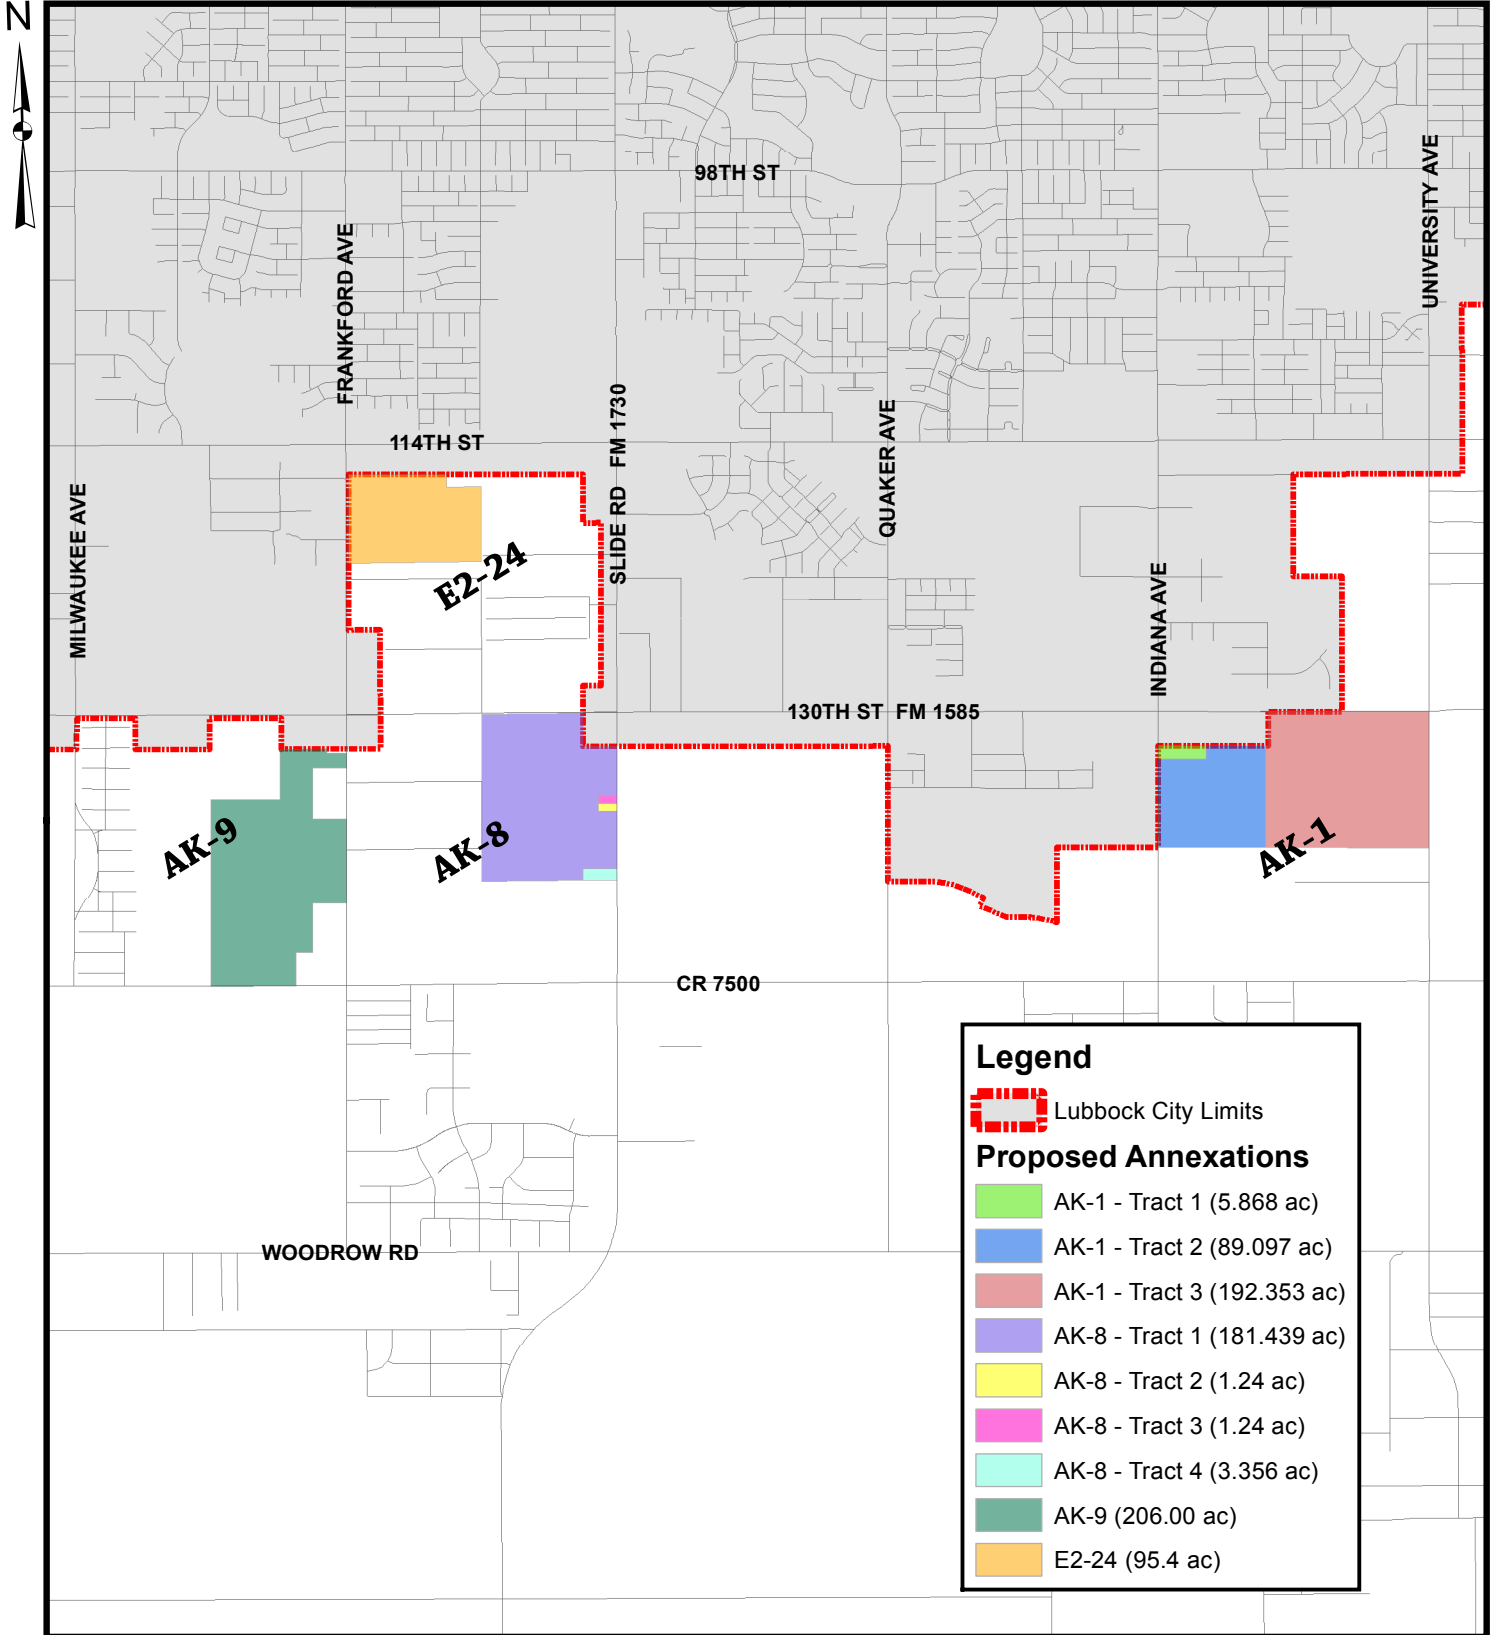 N
98TH ST
UNIVERSITY AVE
FRANKFORD AVE
114TH ST
SLIDE RD FM 1730
QUAKER AVE
MILWAUKEE AVE
E2-24
INDIANA AVE
130TH ST FM 1585
AK-9
AK-8
AK-1
CR 7500
WOODROW RD
Legend
Lubbock City Limits
Proposed Annexations
AK-1 - Tract 1 (5.868 ac)
AK-1 - Tract 2 (89.097 ac)
AK-1 - Tract 3 (192.353 ac)
AK-8 - Tract 1 (181.439 ac)
AK-8 - Tract 2 (1.24 ac)
AK-8 - Tract 3 (1.24 ac)
AK-8 - Tract 4 (3.356 ac)
AK-9 (206.00 ac)
E2-24 (95.4 ac)